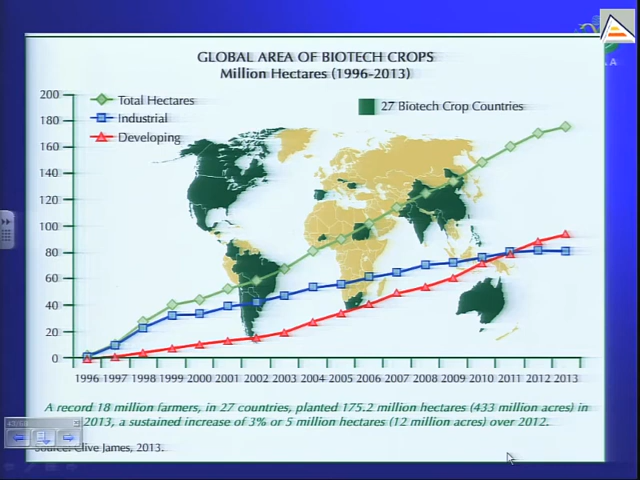 GLOBAL AREA OF BIOTECH CROPS
Million Hectares (1996-2013)
200
180
160
140
120
100
80
60
40
20
0
Total Hectares
Industrial
Developing
27 Biotech Crop Countries
1996 1997 1998 1999 2000 2001 2002 2003 2004 2005 2006 2007 2008 2009 2010 2011 2012 2013
A record 18 million farmers, in 27 countries, planted 175.2 million hectares (433 million acres) in
2013, a sustained increase of 3% or 5 million hectares (12 million acres) over 2012.
Source: Clive James, 2013.